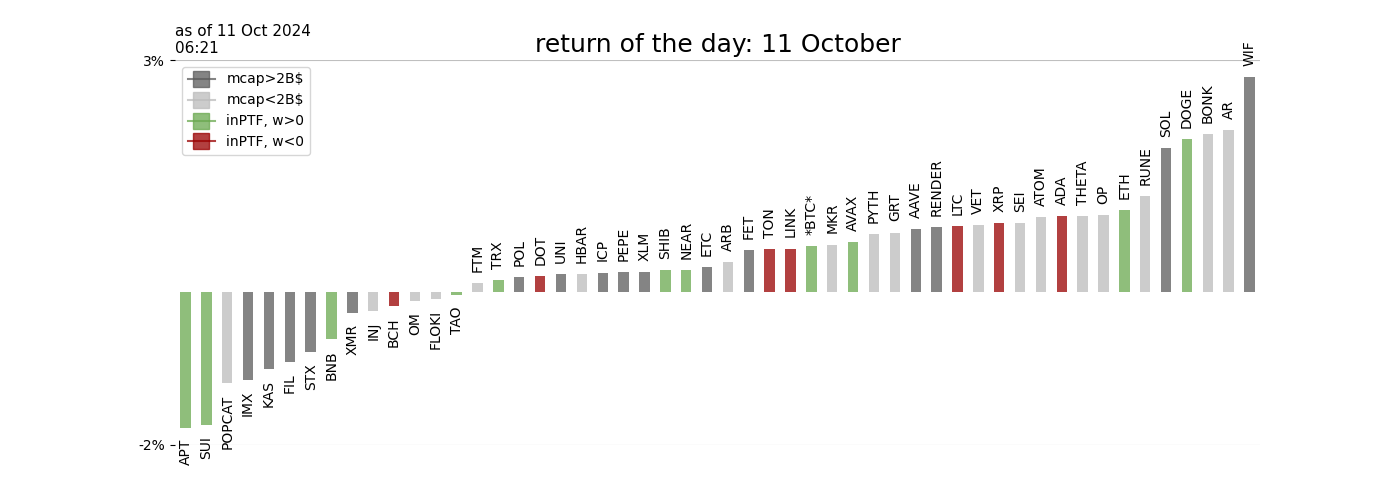 as of 11 Oct 2024
06:21
return of the day: 11 October
3%
mcap>2B$
mcap<2B$
inPTF, w>0
inPTF, w<0
-2%
APT
SUI
POPCAT
IMX
KAS
FIL
STX
BNB
XMR
INJ
BCH
OM
FLOKI
TAO
FTM
TRX
POL
DOT
UNI
HBAR
ICP
PEPE
XLM
SHIB
NEAR
ETC
ARB
FET
TON
LINK
*BTC*
MKR
AVAX
PYTH
GRT
AAVE
RENDER
LTC
VET
XRP
SEI
ATOM
ADA
THETA
OP
ETH
RUNE
SOL
DOGE
BONK
AR
WIF